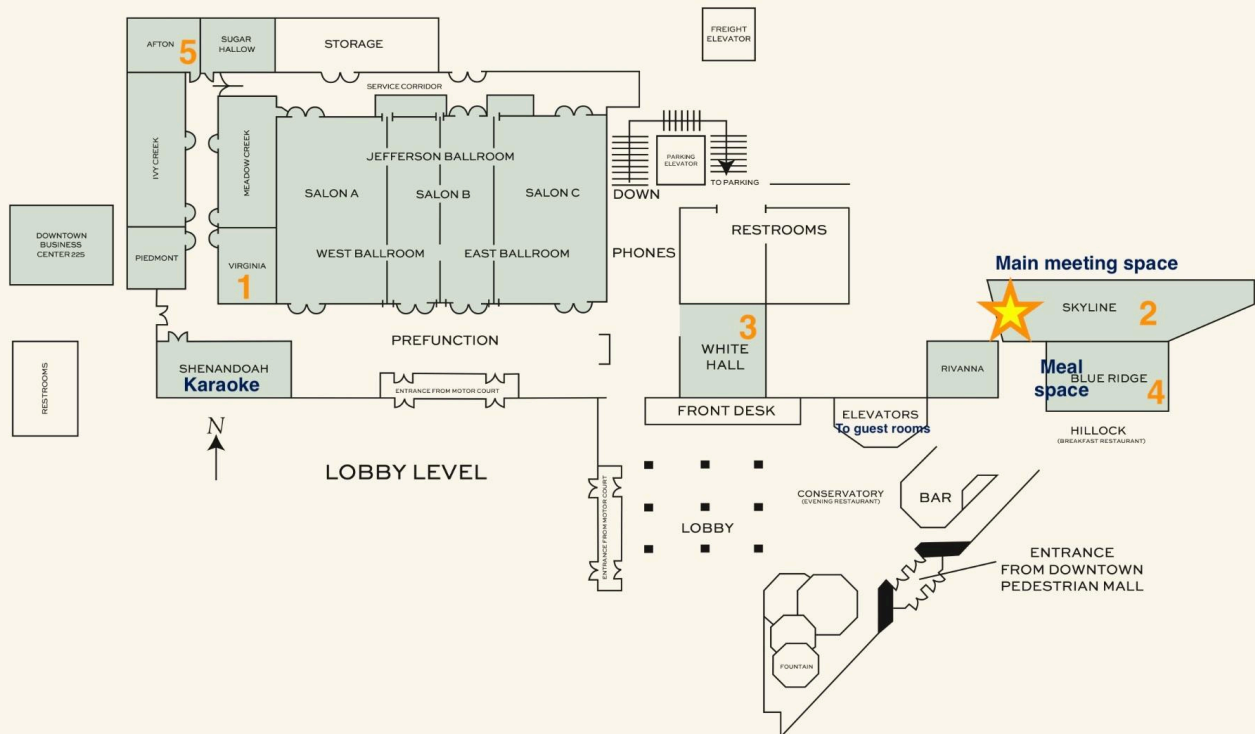 AFTON
5
SUGAR
HALLOW
STORAGE
FREIGHT
ELEVATOR
SERVICE CORRIDOR
IVY CREEK
MEADOW CREEK
JEFFERSON BALLROOM
SALON A
SALON B
SALON C
WEST BALLROOM
EAST BALLROOM
DOWN
PARKING
ELEVATOR
TO PARKING
PHONES
RESTROOMS
DOWNTOWN
BUSINESS
CENTER 225
PIEDMONT
VIRGINIA
1
Main meeting space
SKYLINE
2
PREFUNCTION
3
WHITE
HALL
RIVANNA
Meal
space
BLUE RIDGE
4
RESTROOMS
SHENANDOAH
Karaoke
ENTRANCE FROM MOTOR COURT
FRONT DESK
ELEVATORS
To guest rooms
HILLOCK
(BREAKFAST RESTAURANT)
N
LOBBY LEVEL
ENTRANCE FROM MOTOR COURT
LOBBY
CONSERVATORY
(EVENING RESTAURANT)
BAR
ENTRANCE
FROM DOWNTOWN
PEDESTRIAN MALL
FOUNTAIN